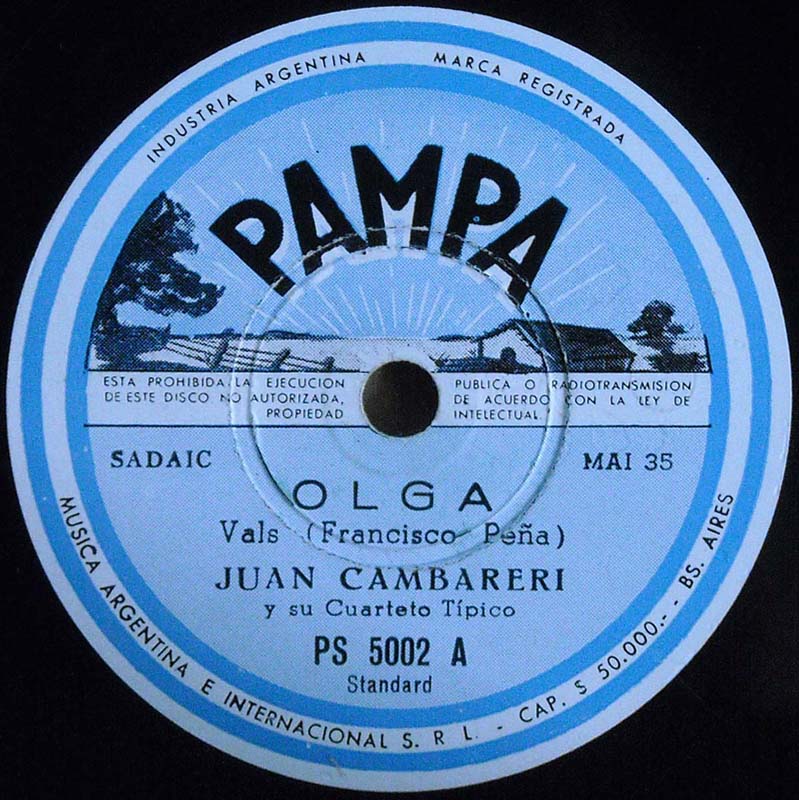 INDUSTRIA ARGENTINA MARCA REGISTRADA
PAMPA
ESTA PROHIBIDA LA EJECUCION PUBLICA O RADIOTRANSMISION
DE ESTE DISCO NO AUTORIZADA, DE ACUERDO CON LA LEY DE
PROPIEDAD INTELECTUAL.
SADAIC MAI 35
OLGA
Vals (Francisco Peña)
JUAN CAMBARERI
y su Cuarteto Típico
PS 5002 A
Standard
MUSICA ARGENTINA E INTERNACIONAL S. R L. - CAP. $ 50.000.- - BS. AIRES